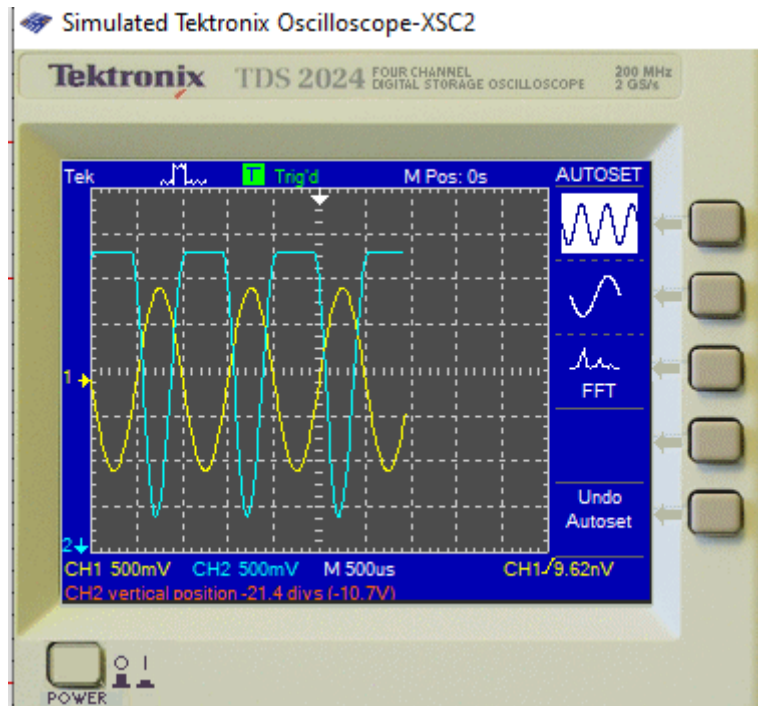 Simulated Tektronix Oscilloscope-XSC2
Tektronix TDS 2024 FOUR CHANNEL DIGITAL STORAGE OSCILLOSCOPE 200 MHz 2 GS/s
Tek T Trig'd M Pos: 0s AUTOSET
1
FFT
Undo
Autoset
2
CH1 500mV CH2 500mV M 500us CH1 9.62nV
CH2 vertical position -21.4 divs (-10.7V)
O I
POWER